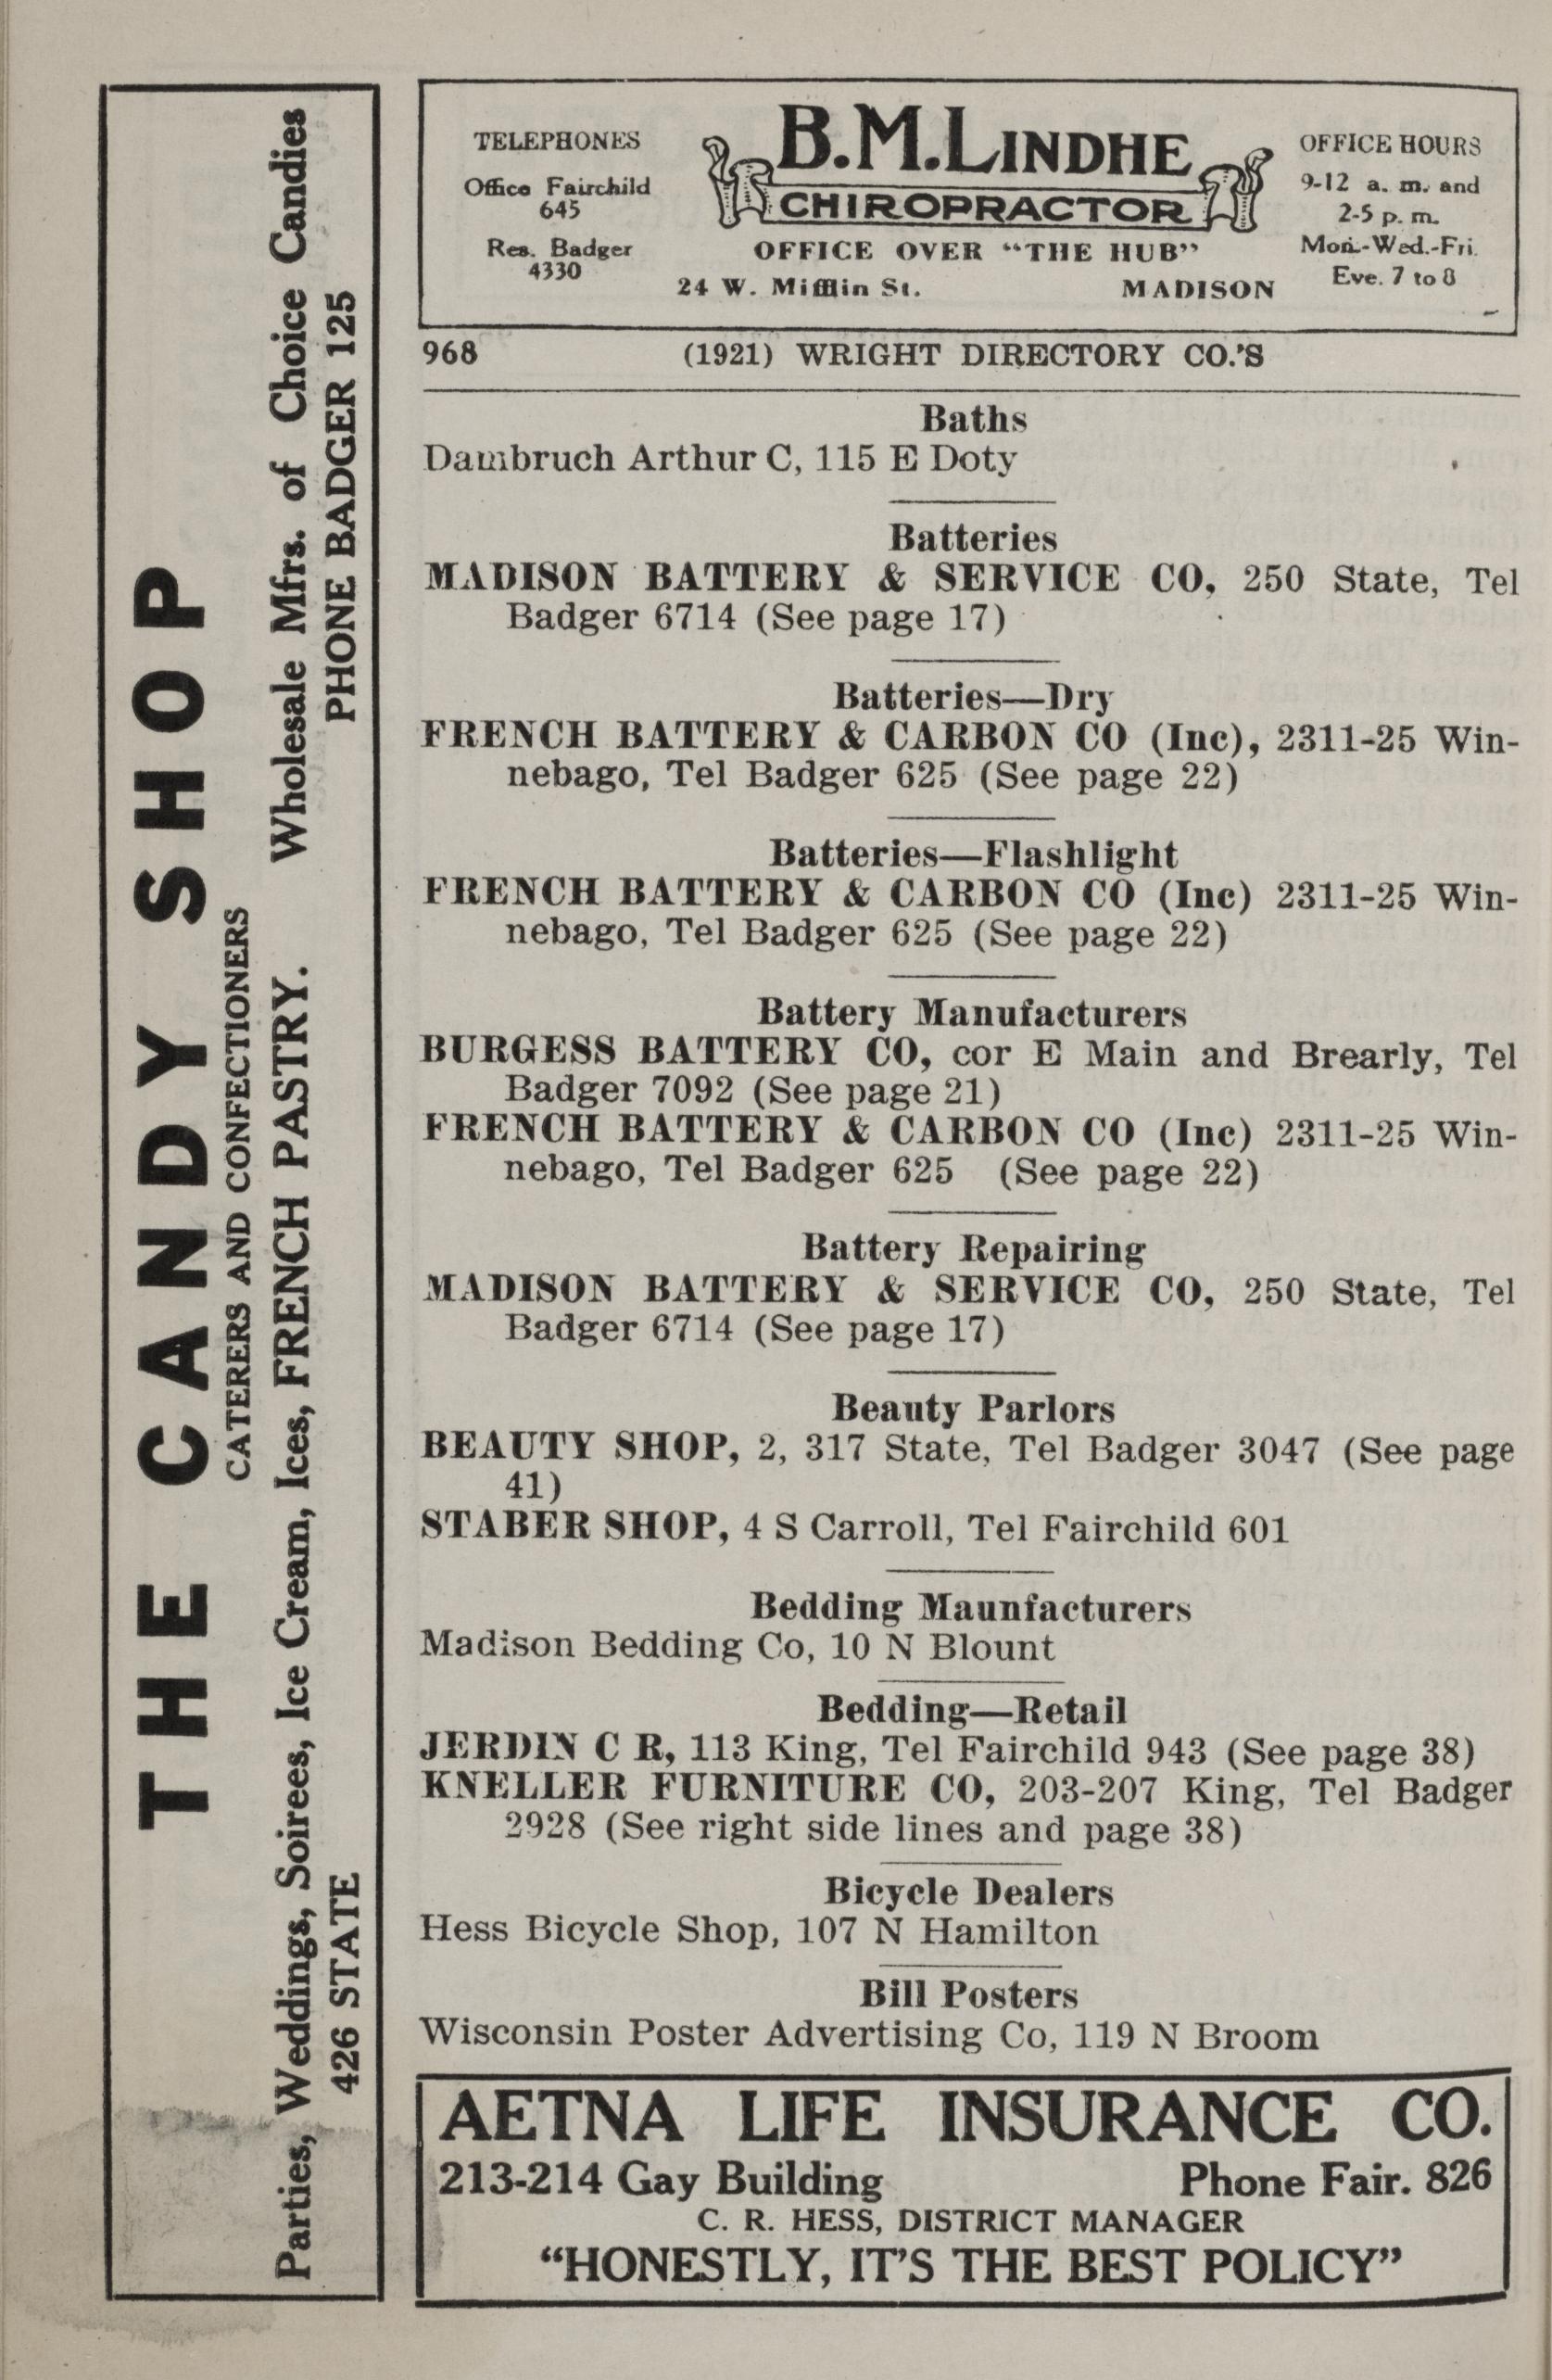 THE CANDY SHOP
CATERERS AND CONFECTIONERS
Parties, Weddings, Soirees, Ice Cream, Ices, FRENCH PASTRY. Wholesale Mfrs. of Choice Candies
426 STATE PHONE BADGER 125
TELEPHONES
Office Fairchild
645
Res. Badger
4330
B.M.LINDHE
CHIROPRACTOR
OFFICE OVER “THE HUB”
24 W. Mifflin St. MADISON
OFFICE HOURS
9-12 a. m. and
2-5 p. m.
Mon.-Wed.-Fri.
Eve. 7 to 8
968 (1921) WRIGHT DIRECTORY CO.'S
Baths
Dambruch Arthur C, 115 E Doty
Batteries
MADISON BATTERY & SERVICE CO, 250 State, Tel
Badger 6714 (See page 17)
Batteries—Dry
FRENCH BATTERY & CARBON CO (Inc), 2311-25 Win-
nebago, Tel Badger 625 (See page 22)
Batteries—Flashlight
FRENCH BATTERY & CARBON CO (Inc) 2311-25 Win-
nebago, Tel Badger 625 (See page 22)
Battery Manufacturers
BURGESS BATTERY CO, cor E Main and Brearly, Tel
Badger 7092 (See page 21)
FRENCH BATTERY & CARBON CO (Inc) 2311-25 Win-
nebago, Tel Badger 625 (See page 22)
Battery Repairing
MADISON BATTERY & SERVICE CO, 250 State, Tel
Badger 6714 (See page 17)
Beauty Parlors
BEAUTY SHOP, 2, 317 State, Tel Badger 3047 (See page
41)
STABER SHOP, 4 S Carroll, Tel Fairchild 601
Bedding Maunfacturers
Madison Bedding Co, 10 N Blount
Bedding—Retail
JERDIN C R, 113 King, Tel Fairchild 943 (See page 38)
KNELLER FURNITURE CO, 203-207 King, Tel Badger
2928 (See right side lines and page 38)
Bicycle Dealers
Hess Bicycle Shop, 107 N Hamilton
Bill Posters
Wisconsin Poster Advertising Co, 119 N Broom
AETNA LIFE INSURANCE CO.
213-214 Gay Building Phone Fair. 826
C. R. HESS, DISTRICT MANAGER
“HONESTLY, IT'S THE BEST POLICY”